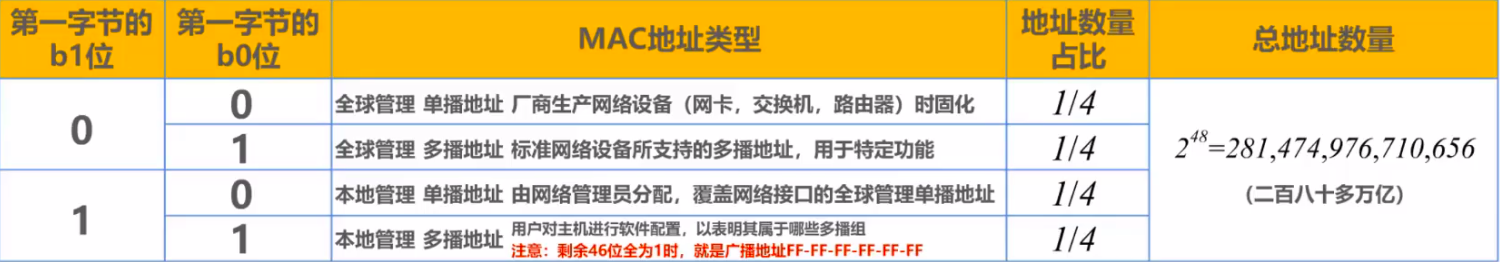 第一字节的
b1位
第一字节的
b0位
MAC地址类型
地址数量
占比
总地址数量
0
0
全球管理 单播地址 厂商生产网络设备（网卡，交换机，路由器）时固化
1/4
1
全球管理 多播地址 标准网络设备所支持的多播地址，用于特定功能
1/4
1
0
本地管理 单播地址 由网络管理员分配，覆盖网络接口的全球管理单播地址
1/4
1
本地管理 多播地址 用户对主机进行软件配置，以表明其属于哪些多播组
注意：剩余46位全为1时，就是广播地址FF-FF-FF-FF-FF-FF
1/4
2^48=281,474,976,710,656
（二百八十多万亿）